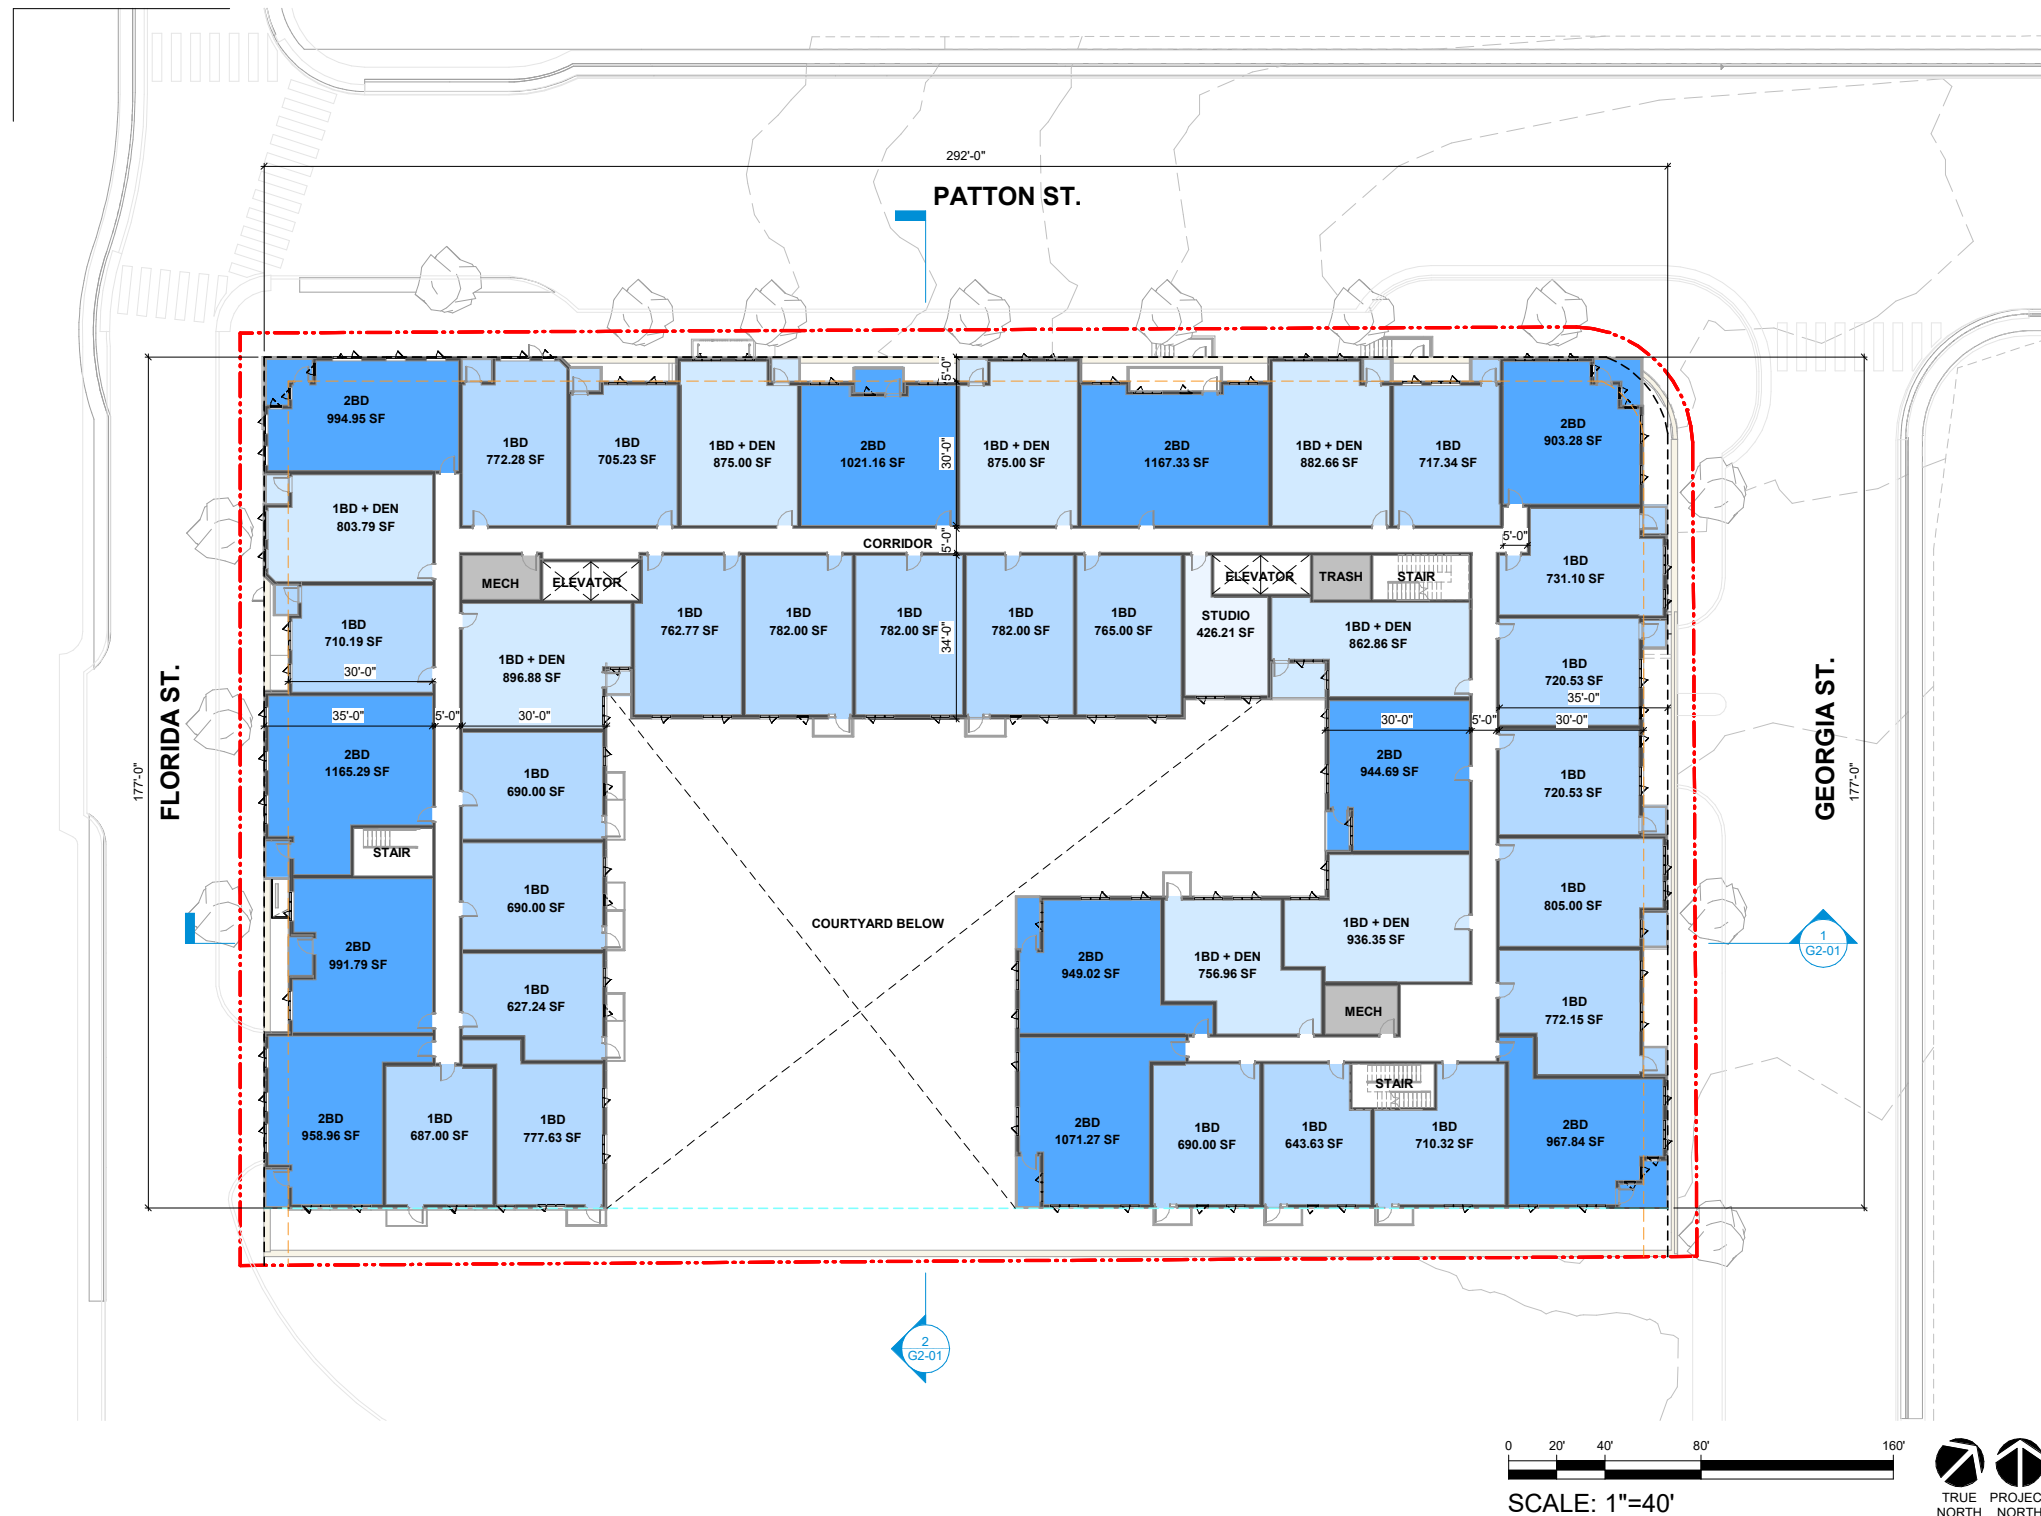 292'-0"
PATTON ST.
5'-0"
2BD
994.95 SF
1BD
772.28 SF
1BD
705.23 SF
1BD + DEN
875.00 SF
2BD
1021.16 SF
30'-0"
1BD + DEN
875.00 SF
2BD
1167.33 SF
1BD + DEN
882.66 SF
1BD
717.34 SF
2BD
903.28 SF
1BD + DEN
803.79 SF
CORRIDOR
5'-0"
5'-0"
MECH
ELEVATOR
ELEVATOR
TRASH
STAIR
1BD
731.10 SF
1BD
710.19 SF
30'-0"
1BD + DEN
896.88 SF
1BD
762.77 SF
1BD
782.00 SF
1BD
782.00 SF
34'-0"
1BD
782.00 SF
1BD
765.00 SF
STUDIO
426.21 SF
1BD + DEN
862.86 SF
1BD
720.53 SF
35'-0"
35'-0"
5'-0"
30'-0"
30'-0"
5'-0"
30'-0"
FLORIDA ST.
177'-0"
GEORGIA ST.
177'-0"
2BD
1165.29 SF
1BD
690.00 SF
2BD
944.69 SF
1BD
720.53 SF
STAIR
1BD
690.00 SF
1BD
805.00 SF
COURTYARD BELOW
1BD + DEN
936.35 SF
1
G2-01
2BD
991.79 SF
1BD
627.24 SF
2BD
949.02 SF
1BD + DEN
756.96 SF
MECH
1BD
772.15 SF
STAIR
2BD
958.96 SF
1BD
687.00 SF
1BD
777.63 SF
2BD
1071.27 SF
1BD
690.00 SF
1BD
643.63 SF
1BD
710.32 SF
2BD
967.84 SF
2
G2-01
0 20' 40' 80' 160'
SCALE: 1"=40'
TRUE
NORTH
PROJEC
NORTH